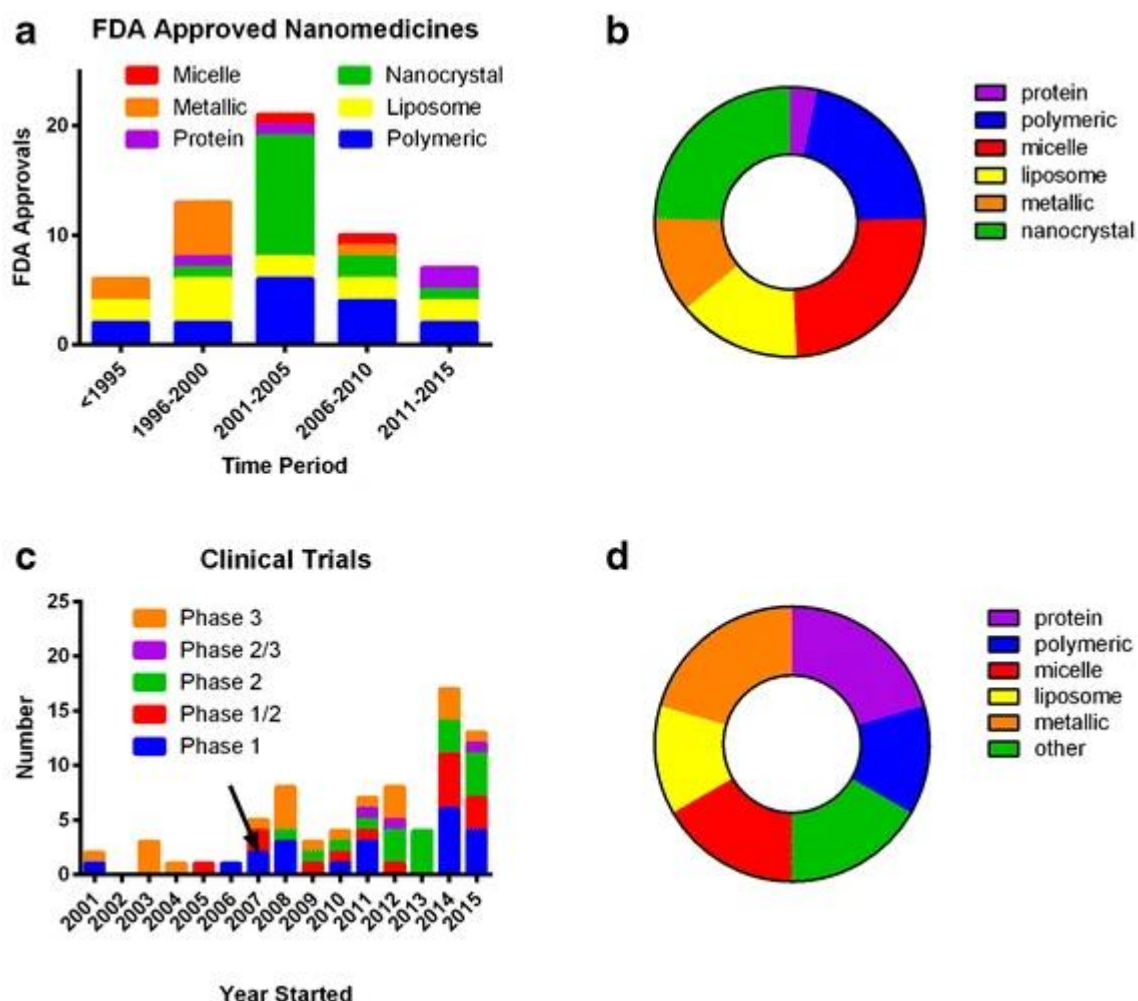 a
FDA Approved Nanomedicines
Micelle
Metallic
Protein
Nanocrystal
Liposome
Polymeric
FDA Approvals
20
10
0
<1995
1996-2000
2001-2005
2006-2010
2011-2015
Time Period
b
protein
polymeric
micelle
liposome
metallic
nanocrystal
c
Clinical Trials
Phase 3
Phase 2/3
Phase 2
Phase 1/2
Phase 1
Number
25
20
15
10
5
0
2001
2002
2003
2004
2005
2006
2007
2008
2009
2010
2011
2012
2013
2014
2015
Year Started
d
protein
polymeric
micelle
liposome
metallic
other